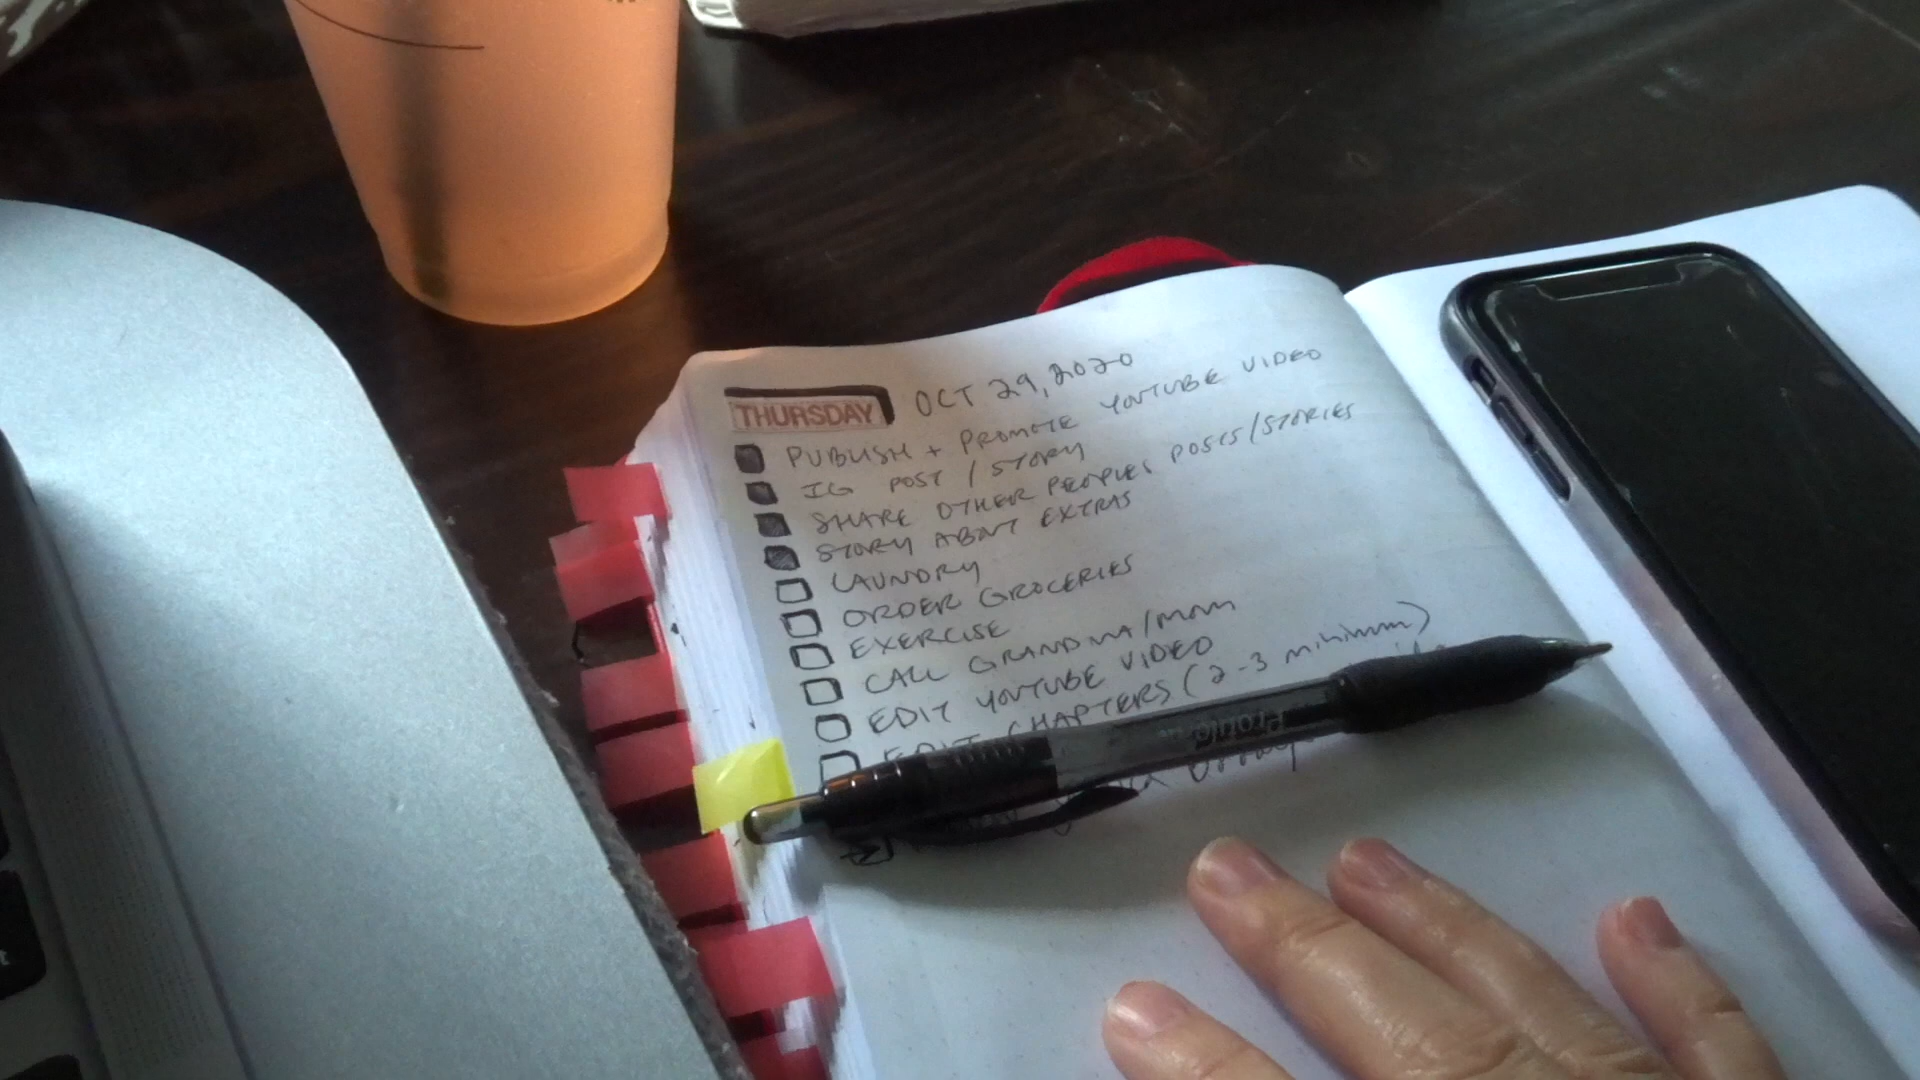 THURSDAY OCT 29, 2020
PUBLISH + PROMOTE YOUTUBE VIDEO
IG POST / STORY
SHARE OTHER PEOPLES POSTS/STORIES
STORY ABOUT EXTRAS
LAUNDRY
ORDER GROCERIES
EXERCISE
CALL GRANDMA/MOM
EDIT YOUTUBE VIDEO
EDIT CHAPTERS (2-3 minimum)